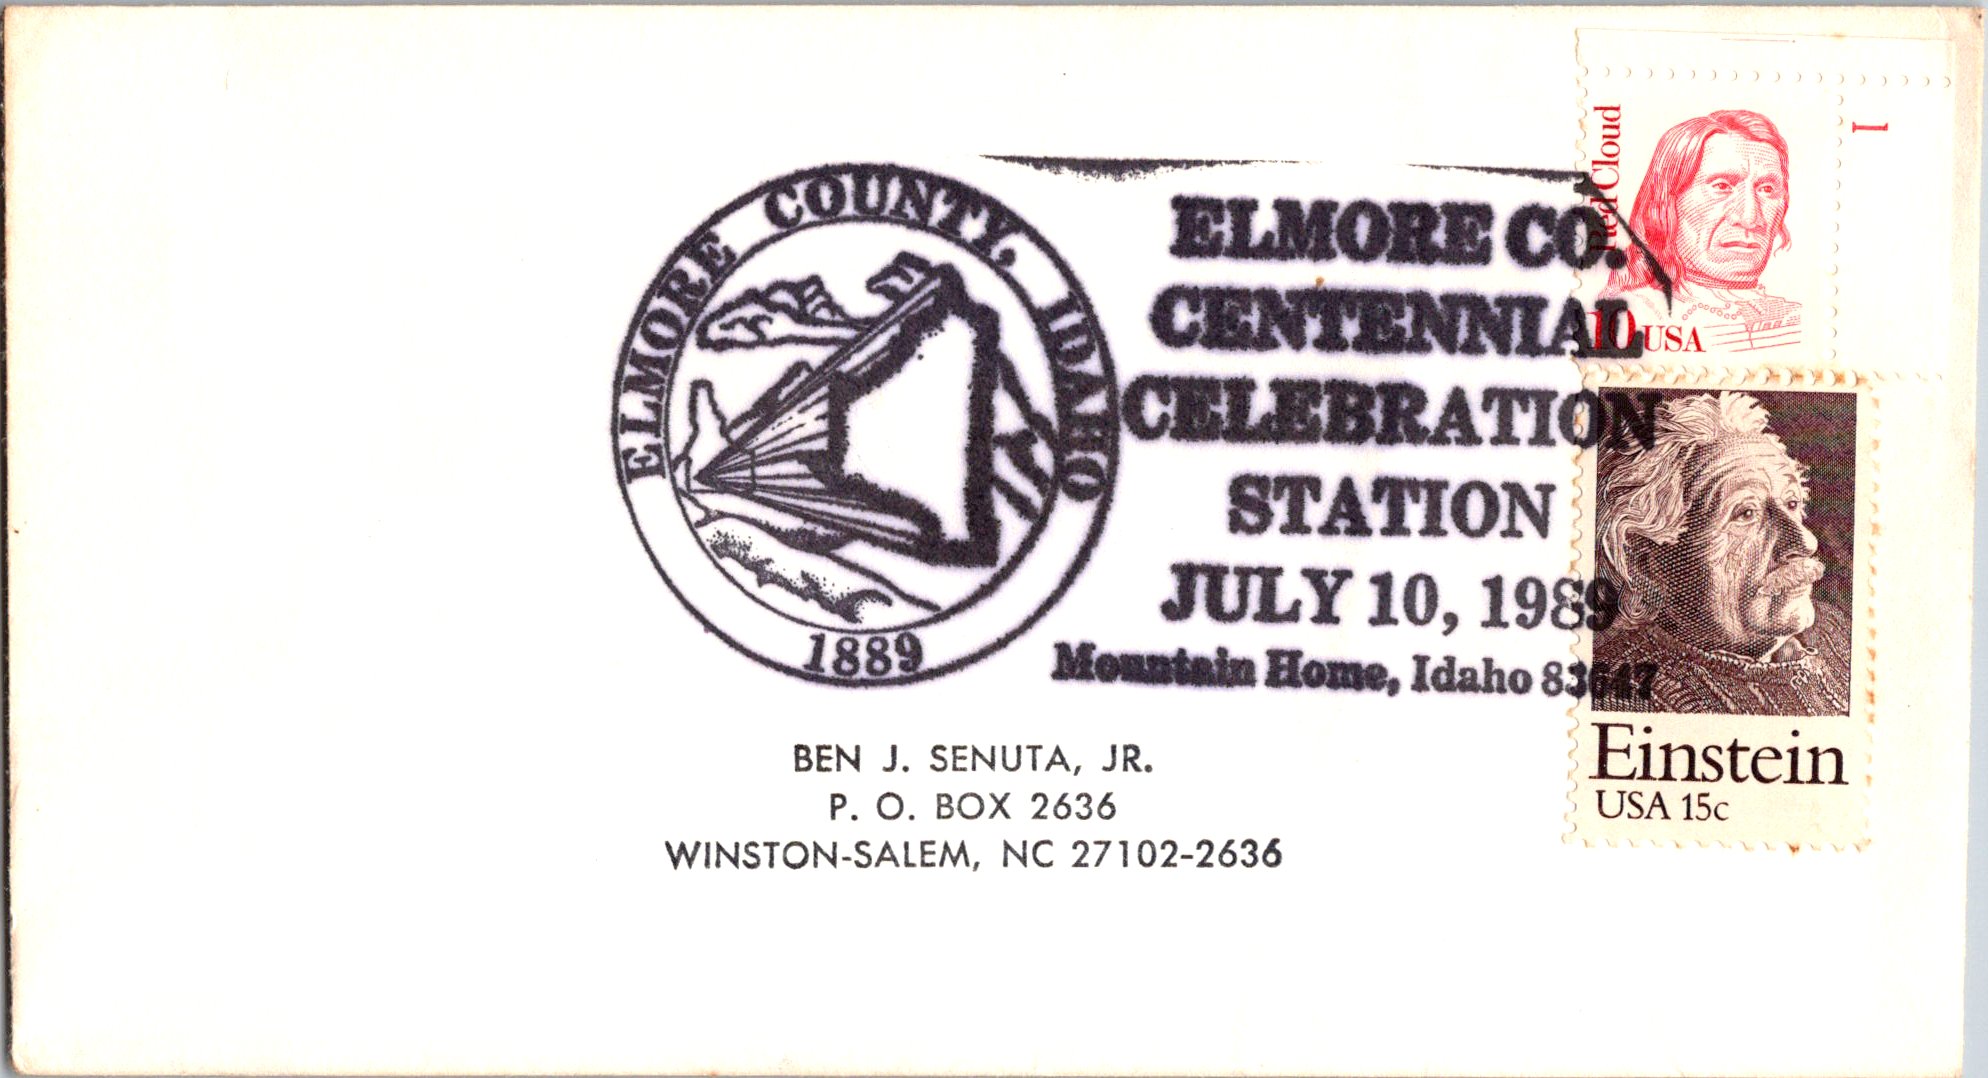 ELMORE COUNTY, IDAHO
1889
ELMORE CO.
CENTENNIAL
CELEBRATION
STATION
JULY 10, 1989
Mountain Home, Idaho 83647
Red Cloud
10 USA
1
Einstein
USA 15c
BEN J. SENUTA, JR.
P. O. BOX 2636
WINSTON-SALEM, NC 27102-2636